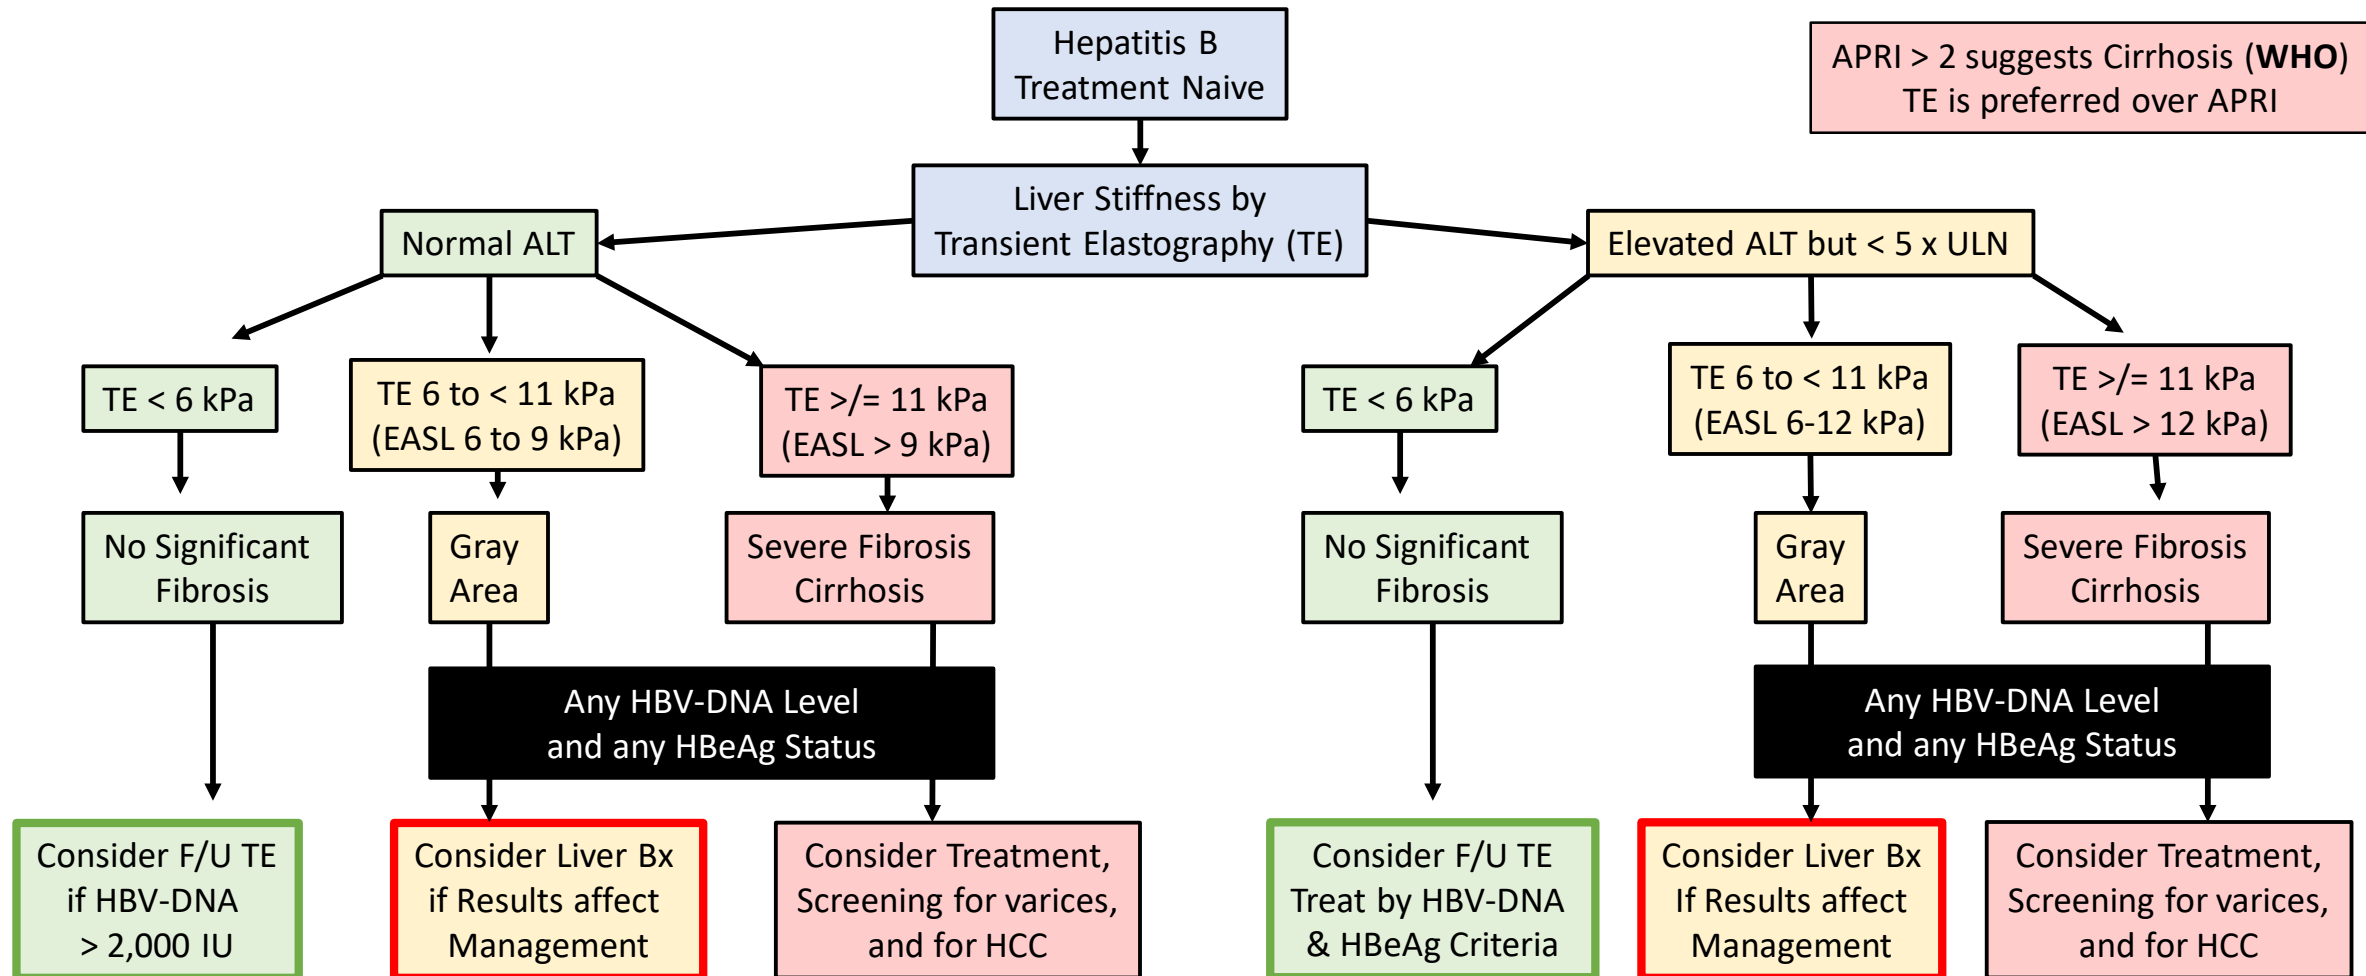 Hepatitis B
Treatment Naive
APRI > 2 suggests Cirrhosis (WHO)
TE is preferred over APRI
Liver Stiffness by
Transient Elastography (TE)
Normal ALT
Elevated ALT but < 5 x ULN
TE < 6 kPa
TE 6 to < 11 kPa
(EASL 6 to 9 kPa)
TE >/= 11 kPa
(EASL > 9 kPa)
TE < 6 kPa
TE 6 to < 11 kPa
(EASL 6-12 kPa)
TE >/= 11 kPa
(EASL > 12 kPa)
No Significant
Fibrosis
Gray
Area
Severe Fibrosis
Cirrhosis
No Significant
Fibrosis
Gray
Area
Severe Fibrosis
Cirrhosis
Any HBV-DNA Level
and any HBeAg Status
Any HBV-DNA Level
and any HBeAg Status
Consider F/U TE
if HBV-DNA
> 2,000 IU
Consider Liver Bx
if Results affect
Management
Consider Treatment,
Screening for varices,
and for HCC
Consider F/U TE
Treat by HBV-DNA
& HBeAg Criteria
Consider Liver Bx
If Results affect
Management
Consider Treatment,
Screening for varices,
and for HCC